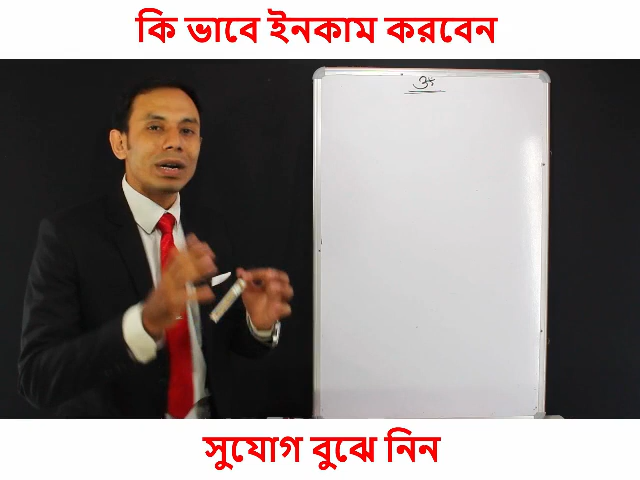 কি ভাবে ইনকাম করবেন
সুযোগ বুঝে নিন